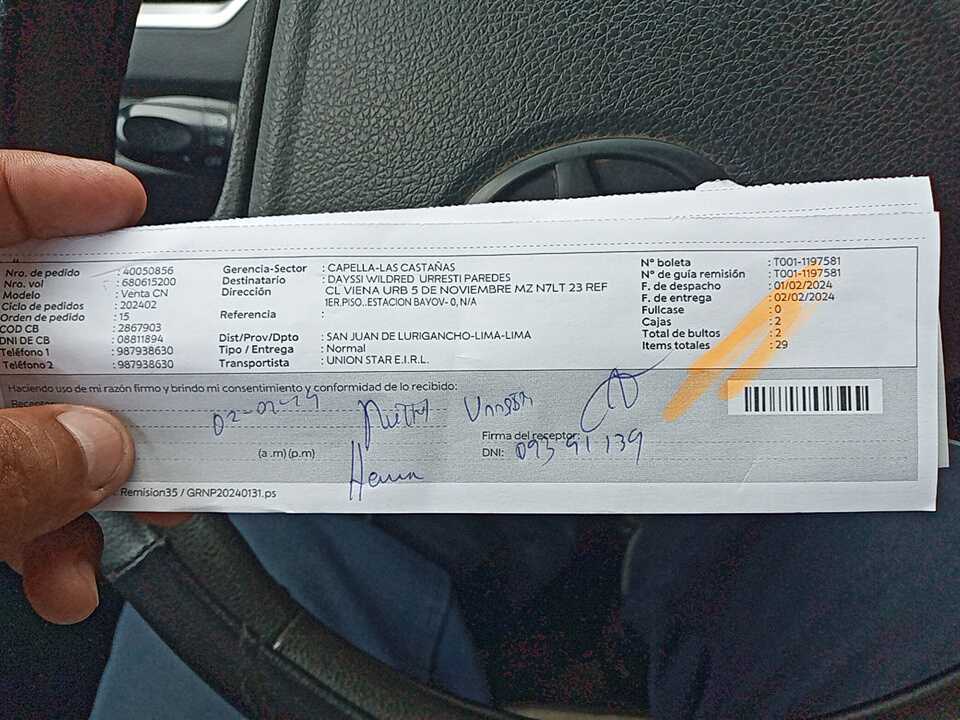 Nro. de pedido : 40050856
Nro. vol : 680615200
Modelo : Venta CN
Ciclo de pedidos : 202402
Orden de pedido : 15
COD CB : 2867903
DNI DE CB : 08811894
Teléfono 1 : 987938630
Teléfono 2 : 987938630
Gerencia-Sector : CAPELLA-LAS CASTAÑAS
Destinatario : DAYSSI WILDRED URRESTI PAREDES
Dirección : CL VIENA URB 5 DE NOVIEMBRE MZ N7LT 23 REF
1ER.PISO..ESTACION BAYOV- 0, N/A
Referencia :
Dist/Prov/Dpto : SAN JUAN DE LURIGANCHO-LIMA-LIMA
Tipo / Entrega : Normal
Transportista : UNION STAR E.I.R.L.
N° boleta : T001-1197581
N° de guía remisión : T001-1197581
F. de despacho : 01/02/2024
F. de entrega : 02/02/2024
Fullcase : 0
Cajas : 2
Total de bultos : 2
Items totales : 29
Haciendo uso de mi razón firmo y brindo mi consentimiento y conformidad de lo recibido:
Receptor
02-02-24
Firma del receptor:
(a .m) (p.m) DNI: 09391139
Remision35 / GRNP20240131.ps